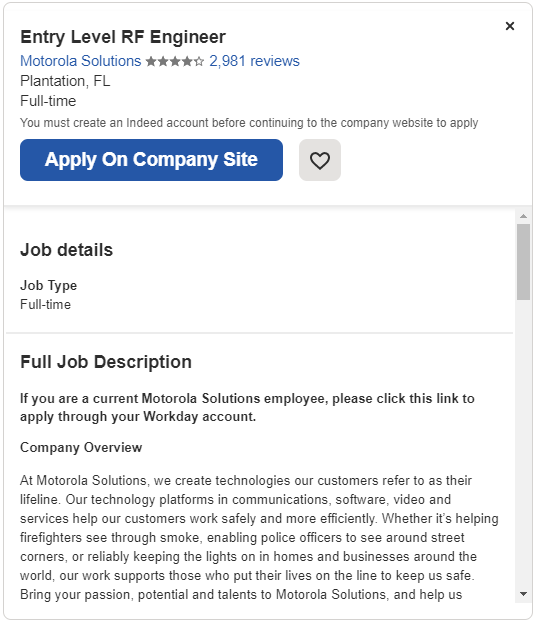 Entry Level RF Engineer
Motorola Solutions 2,981 reviews
Plantation, FL
Full-time
You must create an Indeed account before continuing to the company website to apply
Apply On Company Site
Job details
Job Type
Full-time
Full Job Description
If you are a current Motorola Solutions employee, please click this link to
apply through your Workday account.
Company Overview
At Motorola Solutions, we create technologies our customers refer to as their
lifeline. Our technology platforms in communications, software, video and
services help our customers work safely and more efficiently. Whether it’s helping
firefighters see through smoke, enabling police officers to see around street
corners, or reliably keeping the lights on in homes and businesses around the
world, our work supports those who put their lives on the line to keep us safe.
Bring your passion, potential and talents to Motorola Solutions, and help us